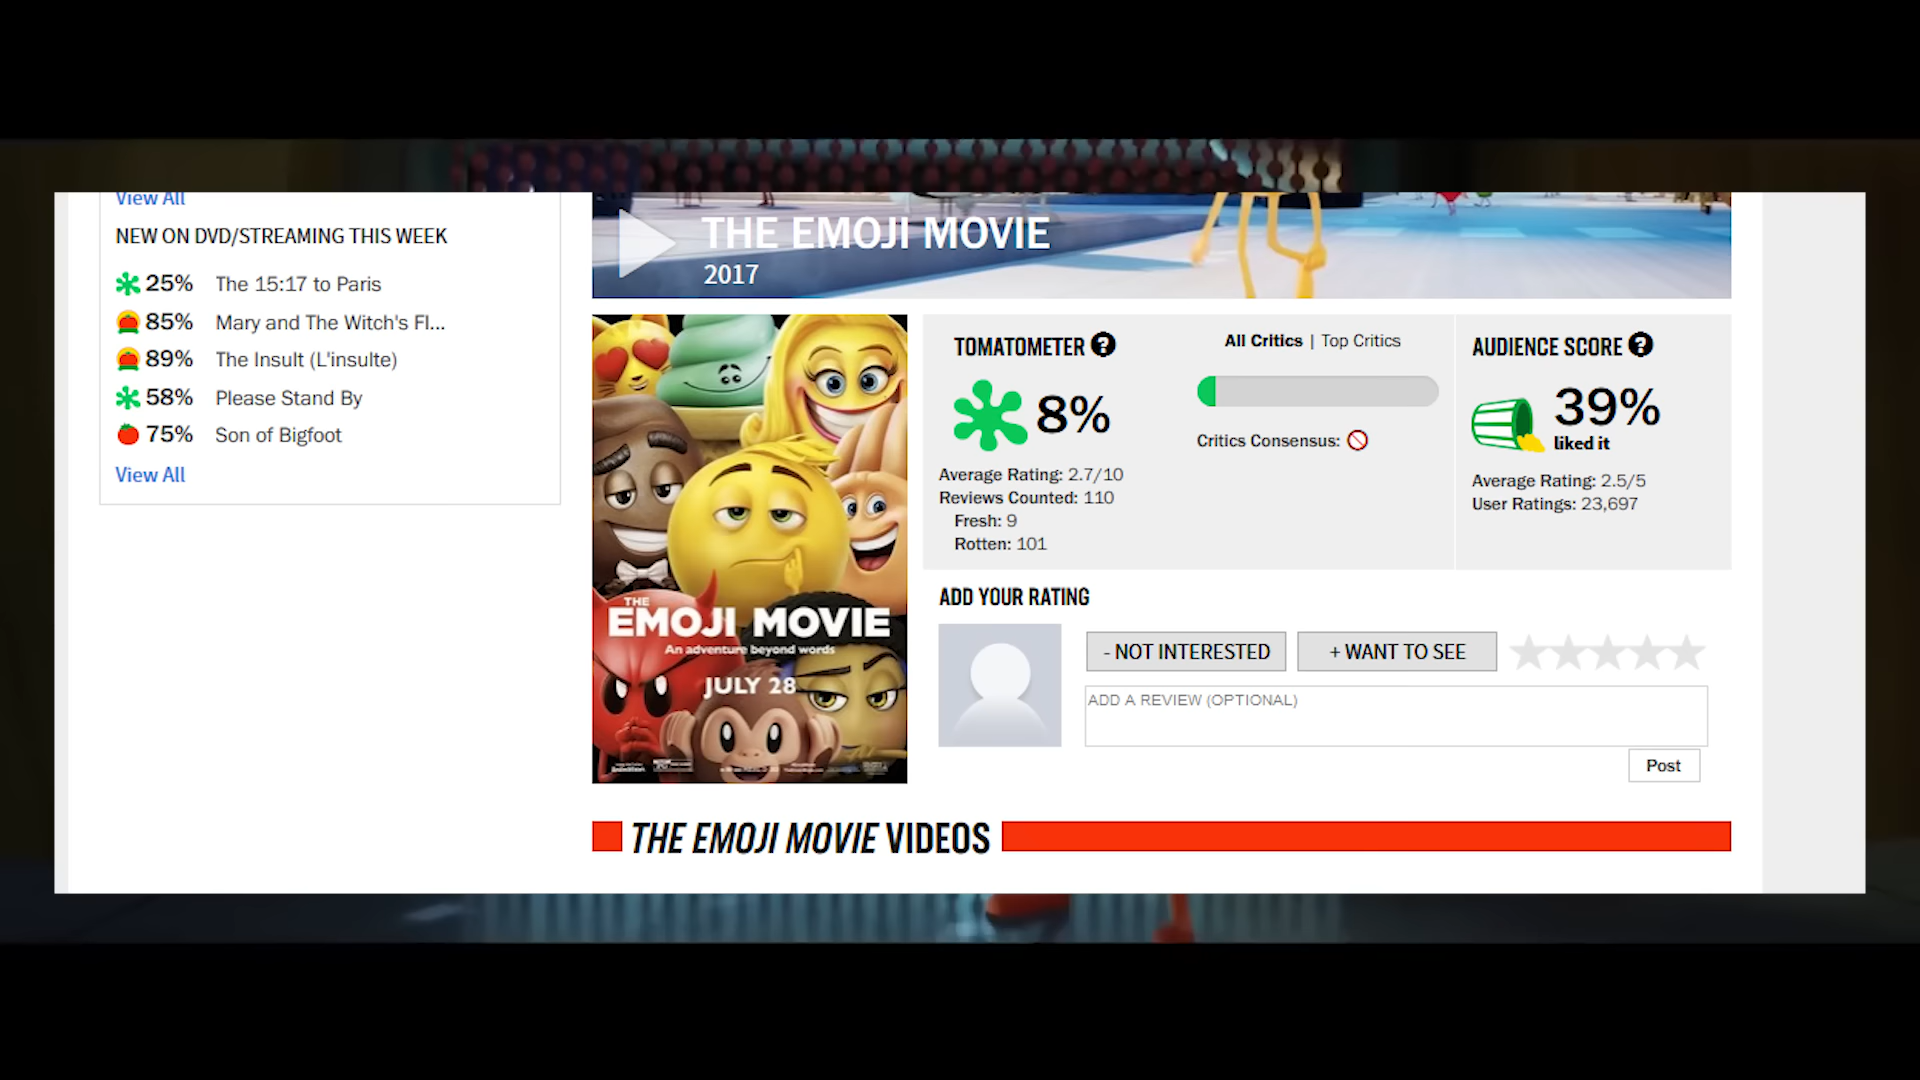 View All
NEW ON DVD/STREAMING THIS WEEK
25% The 15:17 to Paris
85% Mary and The Witch's Fl...
89% The Insult (L'insulte)
58% Please Stand By
75% Son of Bigfoot
View All
THE EMOJI MOVIE
2017
THE
EMOJI MOVIE
An adventure beyond words
JULY 28
TOMATOMETER ?
8%
Average Rating: 2.7/10
Reviews Counted: 110
Fresh: 9
Rotten: 101
All Critics | Top Critics
Critics Consensus:
AUDIENCE SCORE ?
39%
liked it
Average Rating: 2.5/5
User Ratings: 23,697
ADD YOUR RATING
- NOT INTERESTED
+ WANT TO SEE
ADD A REVIEW (OPTIONAL)
Post
THE EMOJI MOVIE VIDEOS